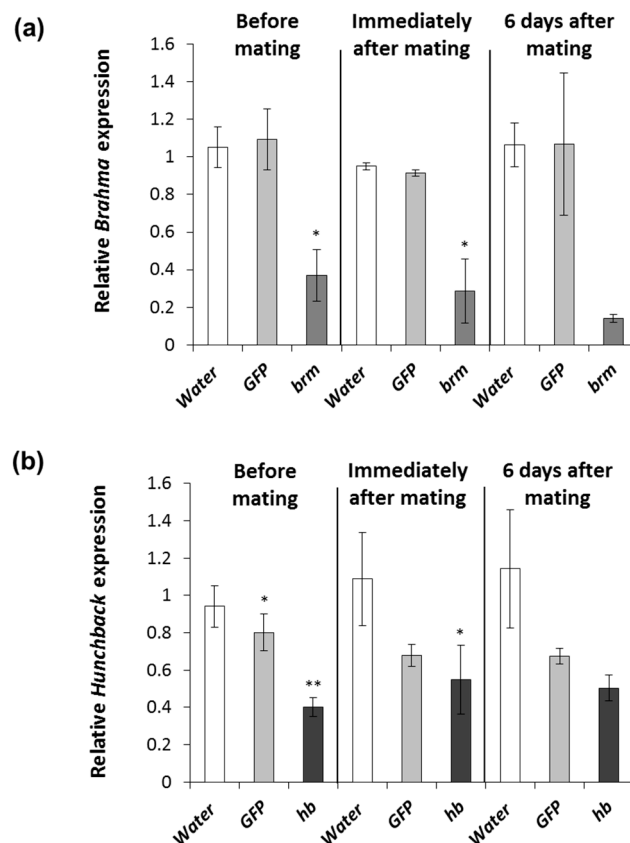 (a)
Before mating
Immediately after mating
6 days after mating
Relative Brahma expression
1.6
1.4
1.2
1
0.8
0.6
0.4
0.2
0
*
*
Water GFP brm Water GFP brm Water GFP brm
(b)
Before mating
Immediately after mating
6 days after mating
Relative Hunchback expression
1.6
1.4
1.2
1
0.8
0.6
0.4
0.2
0
*
**
*
Water GFP hb Water GFP hb Water GFP hb